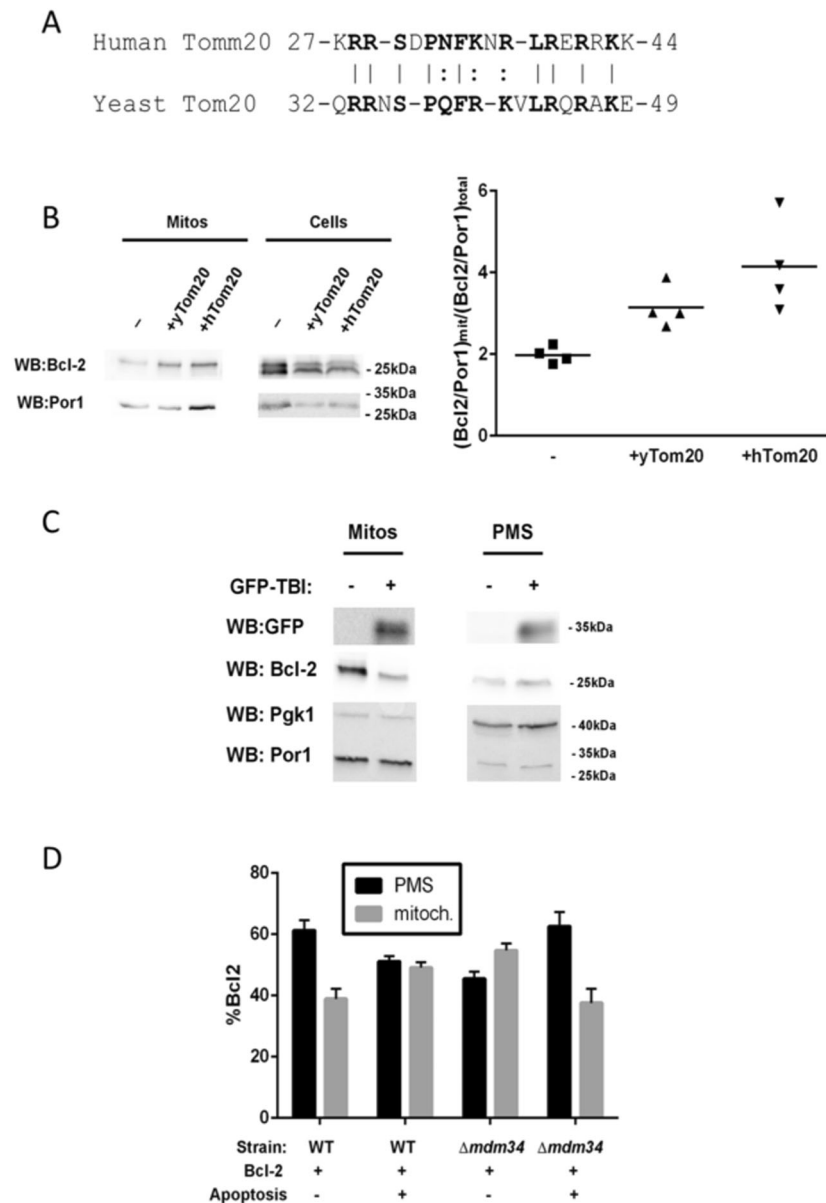 A
Human Tomm20 27-KRR-SDPNFKNR-LRERRKK-44
|| | |:|: : || | |
Yeast Tom20 32-QRRNS-PQFR-KVLRQRAKE-49
B
Mitos Cells
- +yTom20 +hTom20 - +yTom20 +hTom20
WB:Bcl-2 - 25kDa
- 35kDa
WB:Por1 - 25kDa
(Bcl2/Por1)mit/(Bcl2/Por1)total
6
4
2
0
- +yTom20 +hTom20
C
Mitos PMS
GFP-TBI: - + - +
WB:GFP - 35kDa
WB: Bcl-2 - 25kDa
WB: Pgk1 - 40kDa
WB: Por1 - 35kDa
- 25kDa
D
PMS
mitoch.
%Bcl2
80
60
40
20
0
Strain: WT WT Δmdm34 Δmdm34
Bcl-2 + + + +
Apoptosis - + - +